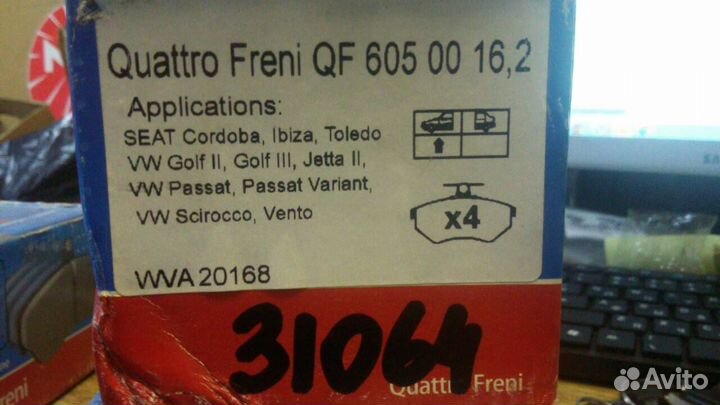 Quattro Freni QF 605 00 16,2
Applications:
SEAT Cordoba, Ibiza, Toledo
VW Golf II, Golf III, Jetta II,
VW Passat, Passat Variant,
VW Scirocco, Vento
x4
WVA 20168
31064
Quattro Freni
Freni
Avito